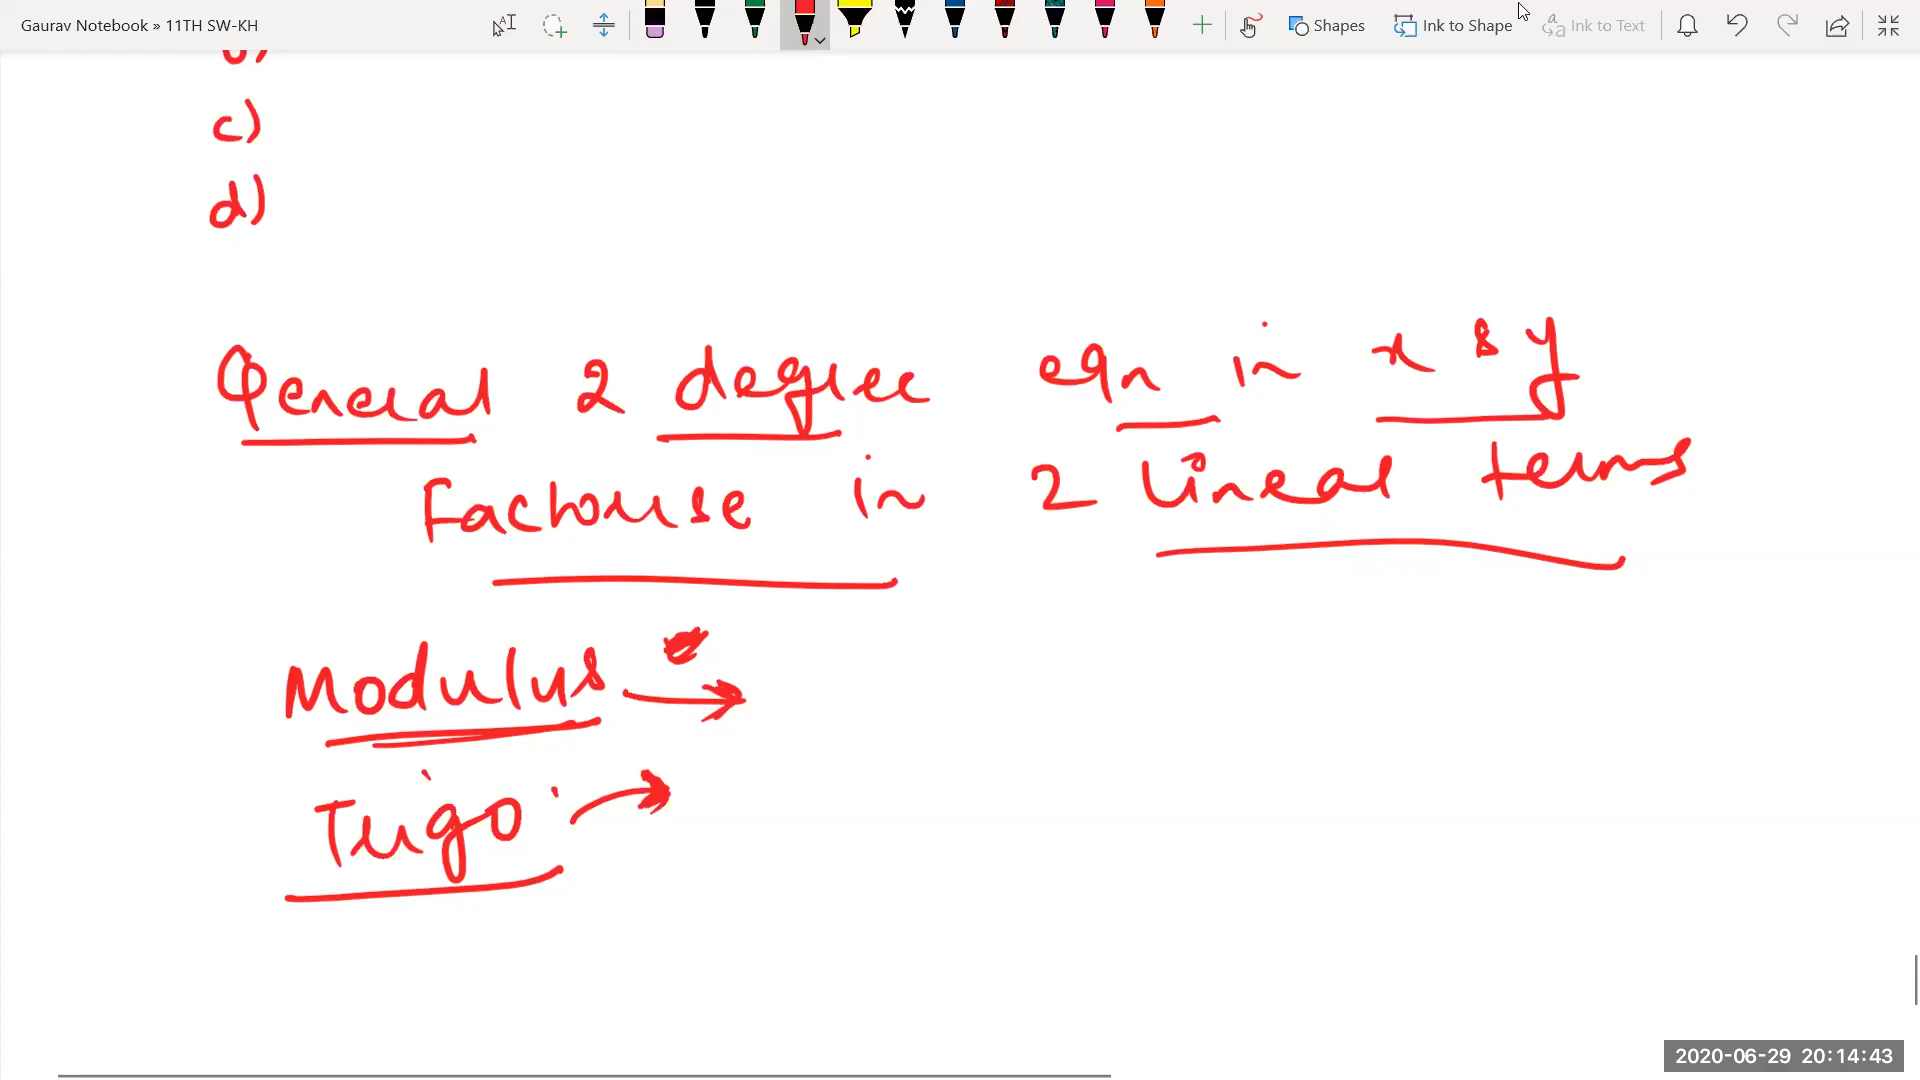 Gaurav Notebook » 11TH SW-KH
Shapes
Ink to Shape
Ink to Text
b)
c)
d)
General 2 degree eqn in x & y
Factorise in 2 linear terms
Modulus →
Trigo. →
2020-06-29 20:14:43